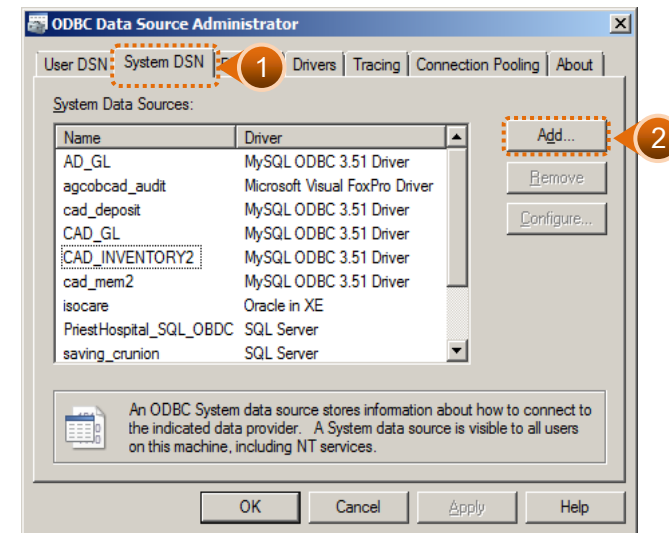 ODBC Data Source Administrator
User DSN System DSN 1 Drivers Tracing Connection Pooling About
System Data Sources:
Add... 2
Name Driver
AD_GL MySQL ODBC 3.51 Driver
agcobcad_audit Microsoft Visual FoxPro Driver
Remove
cad_deposit MySQL ODBC 3.51 Driver
CAD_GL MySQL ODBC 3.51 Driver
Configure...
CAD_INVENTORY2 MySQL ODBC 3.51 Driver
cad_mem2 MySQL ODBC 3.51 Driver
isocare Oracle in XE
PriestHospital_SQL_OBDC SQL Server
saving_crunion SQL Server
An ODBC System data source stores information about how to connect to
the indicated data provider. A System data source is visible to all users
on this machine, including NT services.
OK Cancel Apply Help